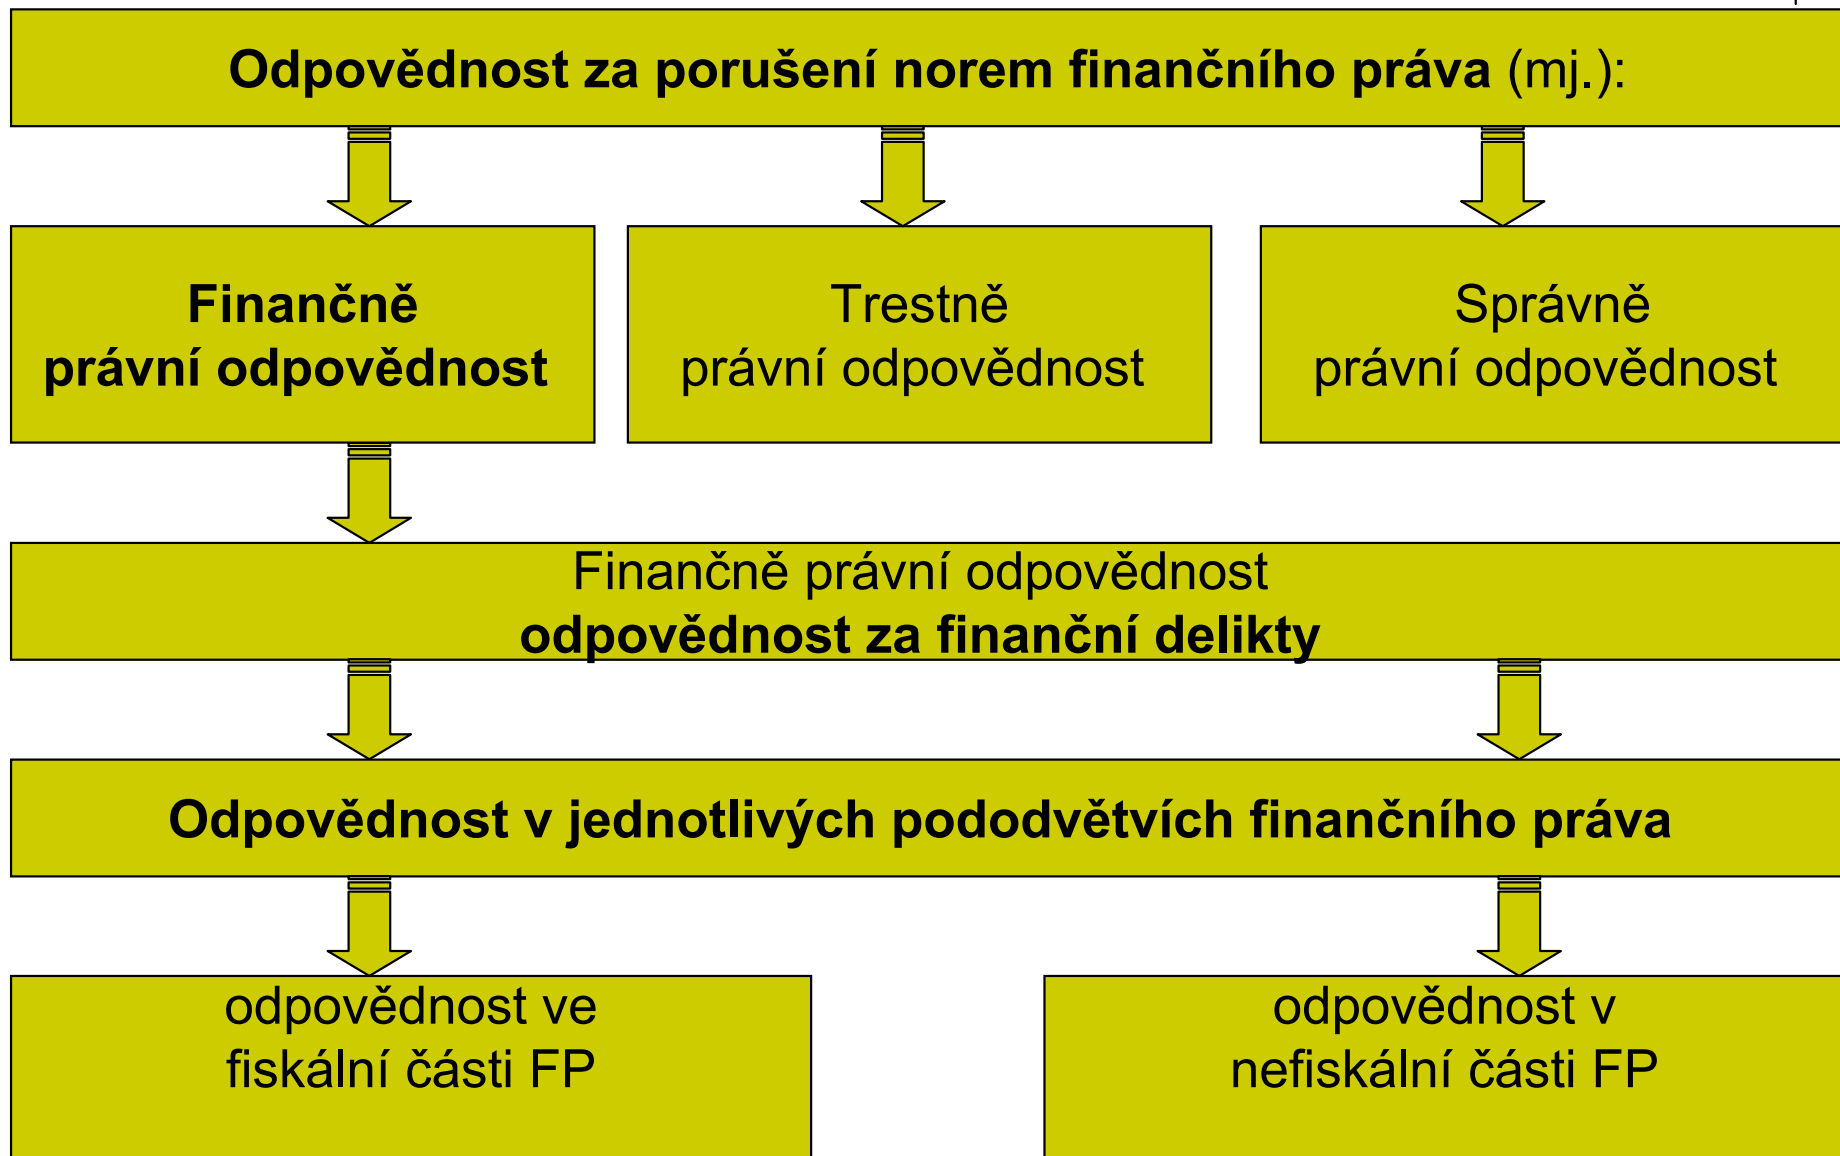 Odpovědnost za porušení norem finančního práva (mj.):
Finančně
právní odpovědnost
Trestně
právní odpovědnost
Správně
právní odpovědnost
Finančně právní odpovědnost
odpovědnost za finanční delikty
Odpovědnost v jednotlivých pododvětvích finančního práva
odpovědnost ve
fiskální části FP
odpovědnost v
nefiskální části FP